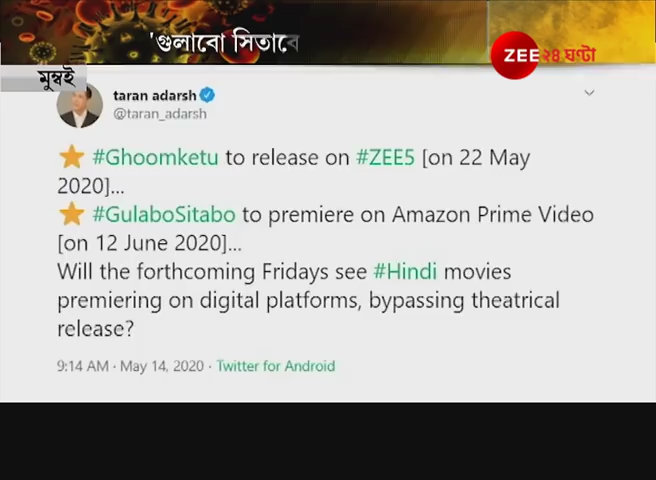 'গুলাবো সিতাবে
ZEE ২৪ ঘণ্টা
মুম্বই
taran adarsh
@taran_adarsh
#Ghoomketu to release on #ZEE5 [on 22 May
2020]...
#GulaboSitabo to premiere on Amazon Prime Video
[on 12 June 2020]...
Will the forthcoming Fridays see #Hindi movies
premiering on digital platforms, bypassing theatrical
release?
9:14 AM · May 14, 2020 · Twitter for Android